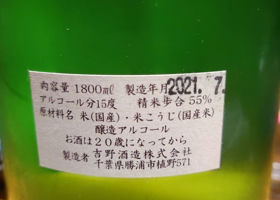 内容量 1800ml 製造年月 2021. 7.
アルコール分15度 精米歩合 55%
原材料名 米(国産)・米こうじ(国産米)
醸造アルコール
お酒は20歳になってから
製造者 吉野酒造株式会社
千葉県勝浦市植野571